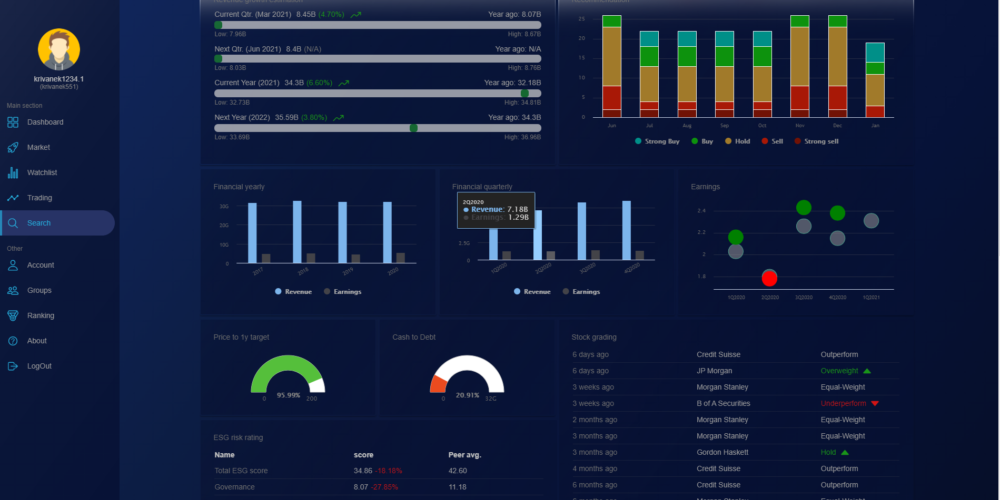 krivanek1234.1
(krivanek551)
Main section
Dashboard
Market
Watchlist
Trading
Search
Other
Account
Groups
Ranking
About
LogOut
Revenue growth estimation
Current Qtr. (Mar 2021) 8.45B (4.70%) Year ago: 8.07B
Low: 7.96B High: 8.67B
Next Qtr. (Jun 2021) 8.4B (N/A) Year ago: N/A
Low: 8.03B High: 8.76B
Current Year (2021) 34.3B (6.60%) Year ago: 32.18B
Low: 32.73B High: 34.81B
Next Year (2022) 35.59B (3.80%) Year ago: 34.3B
Low: 33.69B High: 36.96B
Recommendation
25
20
15
10
5
0
Jun Jul Aug Sep Oct Nov Dec Jan
Strong Buy Buy Hold Sell Strong sell
Financial yearly
30G
20G
10G
0
2017 2018 2019 2020
Revenue Earnings
Financial quarterly
2Q2020
Revenue: 7.18B
Earnings: 1.29B
2.5G
0
1Q2020 2Q2020 3Q2020 4Q2020
Revenue Earnings
Earnings
2.4
2.2
2
1.8
1Q2020 2Q2020 3Q2020 4Q2020 1Q2021
Price to 1y target
95.99%
0 200
Cash to Debt
20.91%
0 32G
Stock grading
6 days ago Credit Suisse Outperform
6 days ago JP Morgan Overweight
3 weeks ago Morgan Stanley Equal-Weight
3 weeks ago B of A Securities Underperform
2 months ago Morgan Stanley Equal-Weight
3 months ago Morgan Stanley Equal-Weight
3 months ago Gordon Haskett Hold
4 months ago Credit Suisse Outperform
6 months ago Credit Suisse Outperform
6 months ago Morgan Stanley Equal-Weight
ESG risk rating
Name score Peer avg.
Total ESG score 34.86 -18.18% 42.60
Governance 8.07 -27.85% 11.18